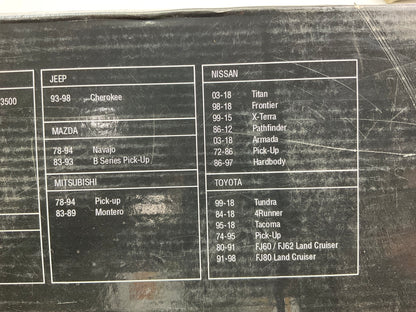 3500
JEEP
93-98 Cherokee
MAZDA
78-94 Navajo
83-93 B Series Pick-Up
MITSUBISHI
78-94 Pick-up
83-89 Montero
NISSAN
03-18 Titan
98-18 Frontier
99-15 X-Terra
86-12 Pathfinder
03-18 Armada
72-86 Pick-Up
86-97 Hardbody
TOYOTA
99-18 Tundra
84-18 4Runner
95-18 Tacoma
74-95 Pick-Up
80-91 FJ60 / FJ62 Land Cruiser
91-98 FJ80 Land Cruiser